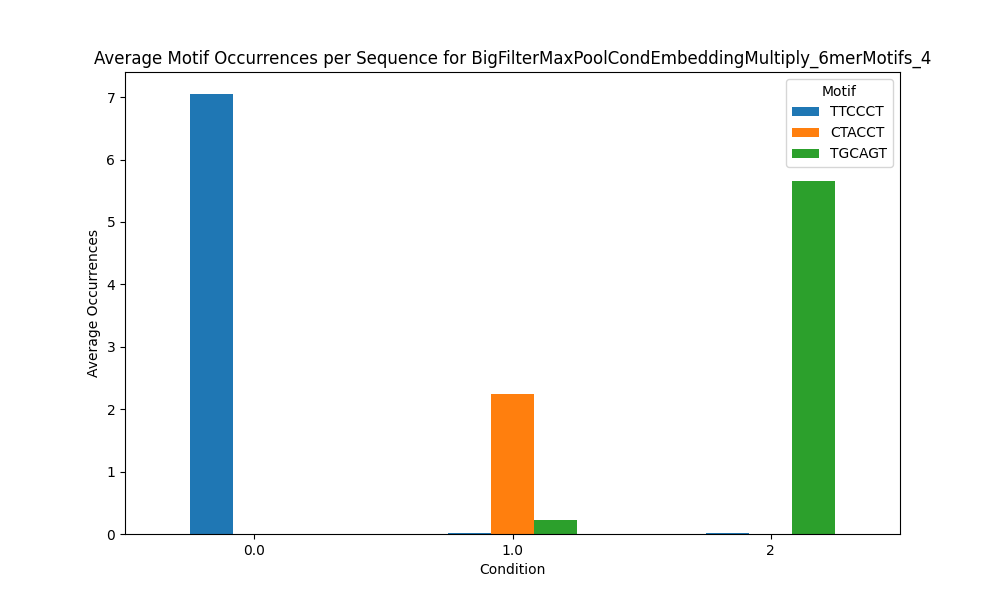 Average Motif Occurrences per Sequence for BigFilterMaxPoolCondEmbeddingMultiply_6merMotifs_4
Motif
TTCCCT
CTACCT
TGCAGT
Average Occurrences
7
6
5
4
3
2
1
0
0.0
1.0
2
Condition